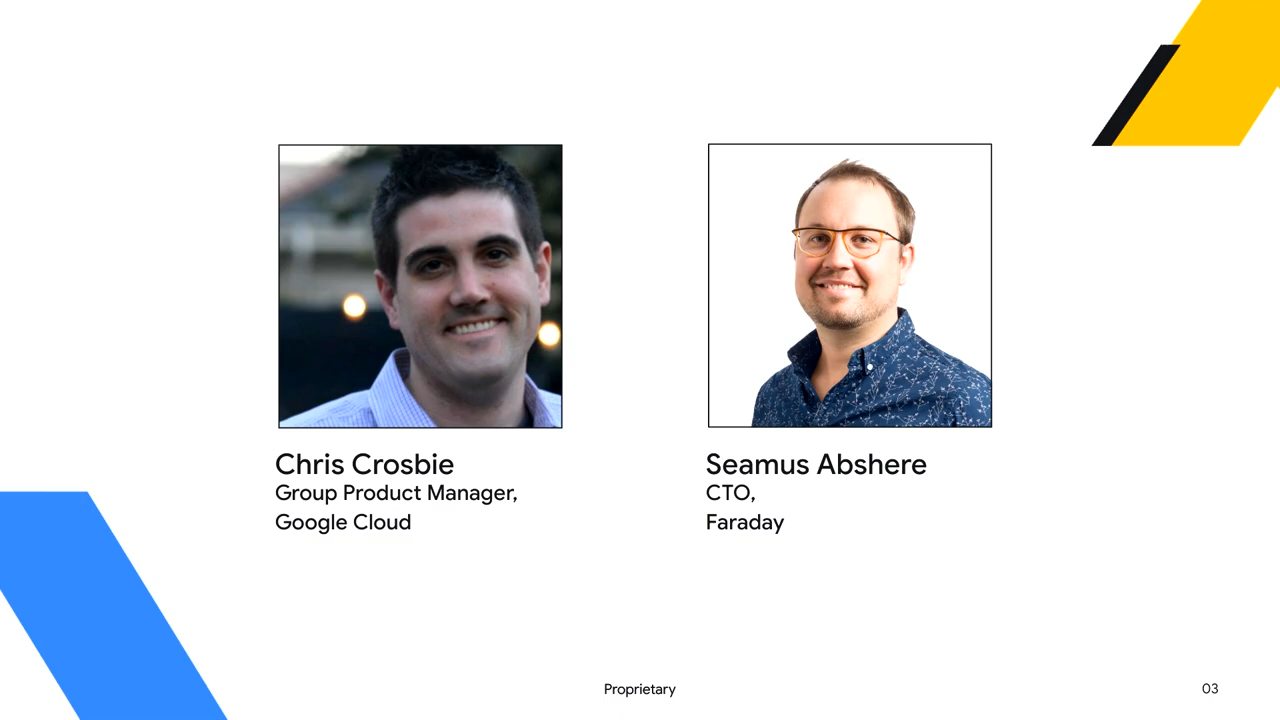 Chris Crosbie
Group Product Manager,
Google Cloud
Seamus Abshere
CTO,
Faraday
Proprietary
03